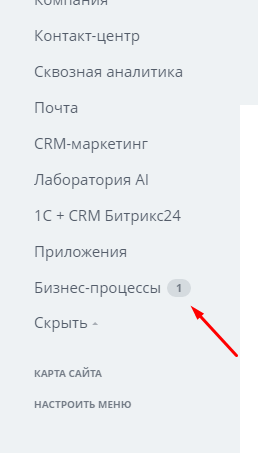 Компания
Контакт-центр
Сквозная аналитика
Почта
CRM-маркетинг
Лаборатория AI
1С + CRM Битрикс24
Приложения
Бизнес-процессы 1
Скрыть
КАРТА САЙТА
НАСТРОИТЬ МЕНЮ